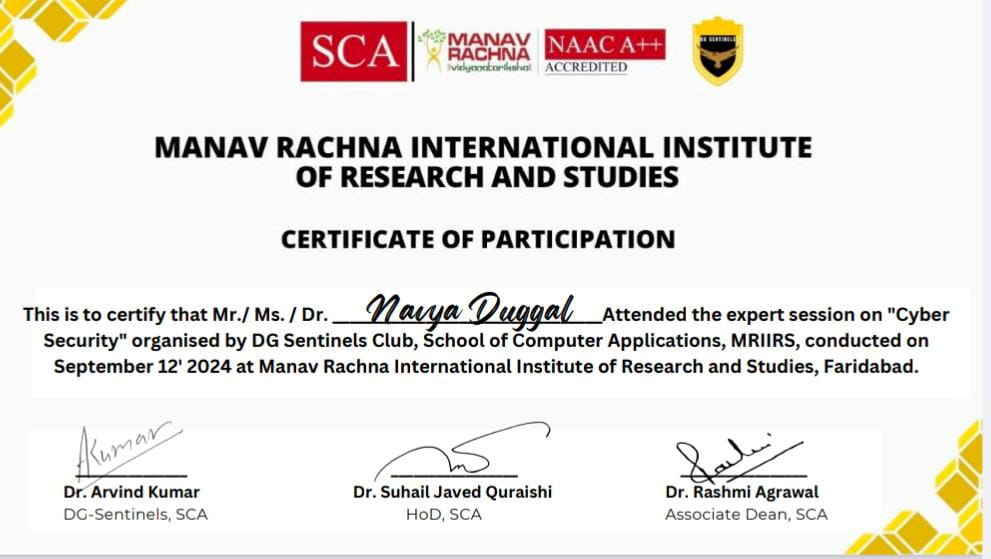 SCA
MANAV
RACHNA
vidyanatariksha
NAAC A++
ACCREDITED
DG SENTINELS
MANAV RACHNA INTERNATIONAL INSTITUTE
OF RESEARCH AND STUDIES
CERTIFICATE OF PARTICIPATION
This is to certify that Mr./ Ms. / Dr. Navya Duggal Attended the expert session on "Cyber
Security" organised by DG Sentinels Club, School of Computer Applications, MRIIRS, conducted on
September 12' 2024 at Manav Rachna International Institute of Research and Studies, Faridabad.
AKumar
Dr. Arvind Kumar
DG-Sentinels, SCA
Dr. Suhail Javed Quraishi
HoD, SCA
Dr. Rashmi Agrawal
Associate Dean, SCA